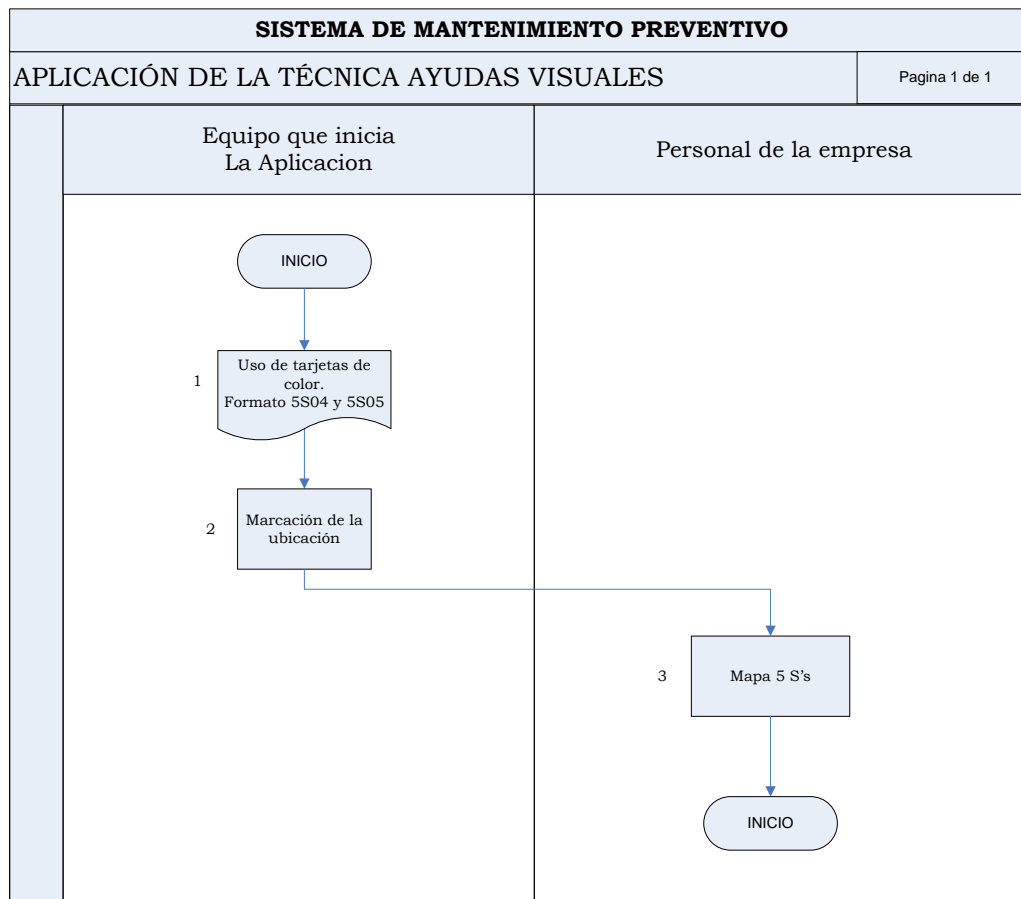 SISTEMA DE MANTENIMIENTO PREVENTIVO
APLICACIÓN DE LA TÉCNICA AYUDAS VISUALES
Pagina 1 de 1
Equipo que inicia
La Aplicacion
Personal de la empresa
INICIO
1
Uso de tarjetas de
color.
Formato 5S04 y 5S05
2
Marcación de la
ubicación
3
Mapa 5 S's
INICIO